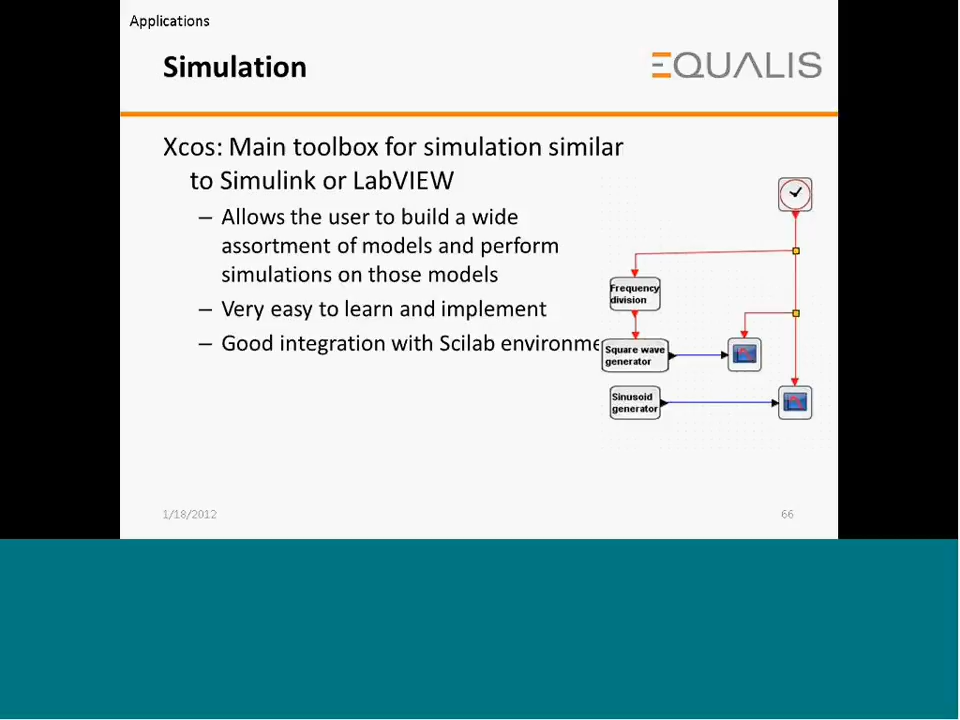 Applications
Simulation
EQUALIS
Xcos: Main toolbox for simulation similar
to Simulink or LabVIEW
– Allows the user to build a wide
assortment of models and perform
simulations on those models
– Very easy to learn and implement
– Good integration with Scilab environme
Frequency
division
Square wave
generator
Sinusoid
generator
1/18/2012
66